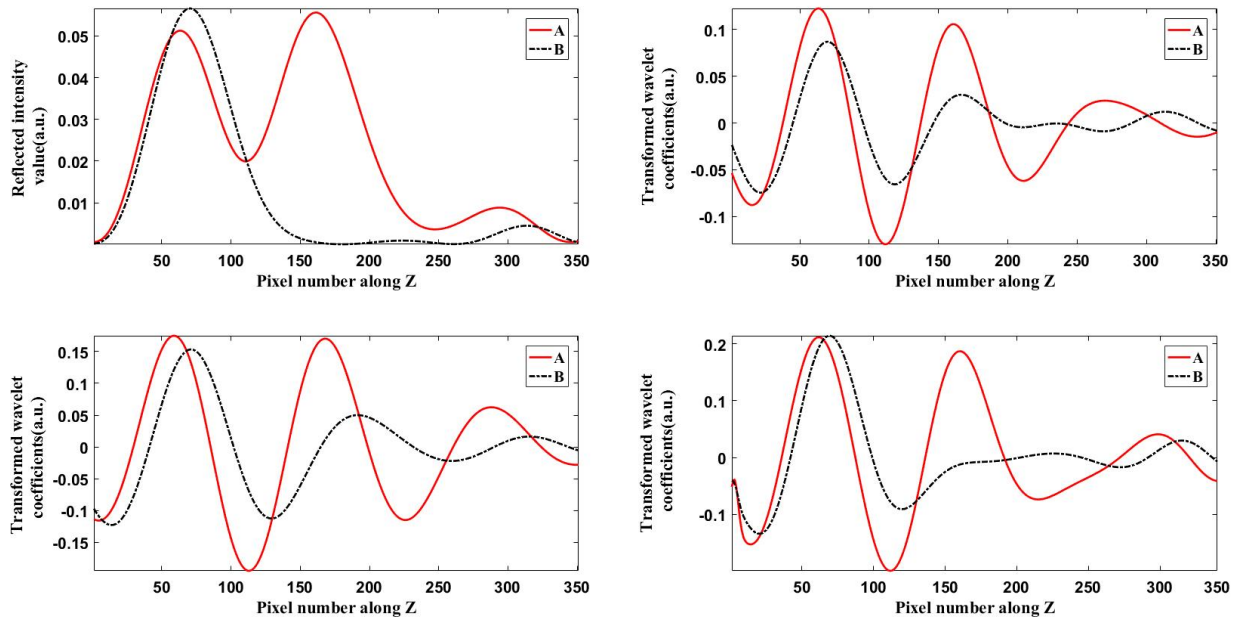 Reflected intensity
value(a.u.)
0.05
0.04
0.03
0.02
0.01
A
B
50
100
150
200
250
300
350
Pixel number along Z
Transformed wavelet
coefficients(a.u.)
0.1
0.05
0
-0.05
-0.1
A
B
50
100
150
200
250
300
350
Pixel number along Z
Transformed wavelet
coefficients(a.u.)
0.15
0.1
0.05
0
-0.05
-0.1
-0.15
A
B
50
100
150
200
250
300
350
Pixel number along Z
Transformed wavelet
coefficients(a.u.)
0.2
0.1
0
-0.1
A
B
50
100
150
200
250
300
350
Pixel number along Z